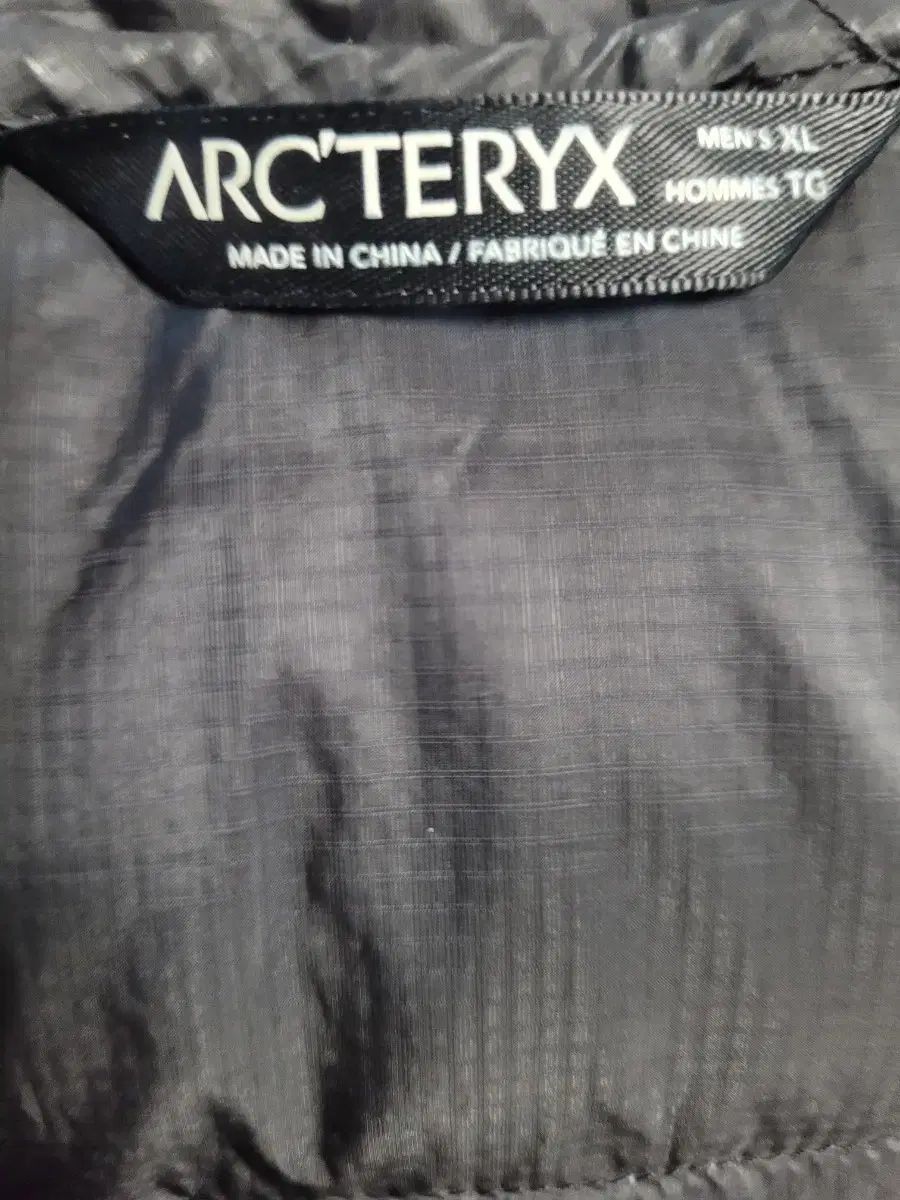 ARC'TERYX
MEN'S XL
HOMMES TG
MADE IN CHINA / FABRIQUÉ EN CHINE